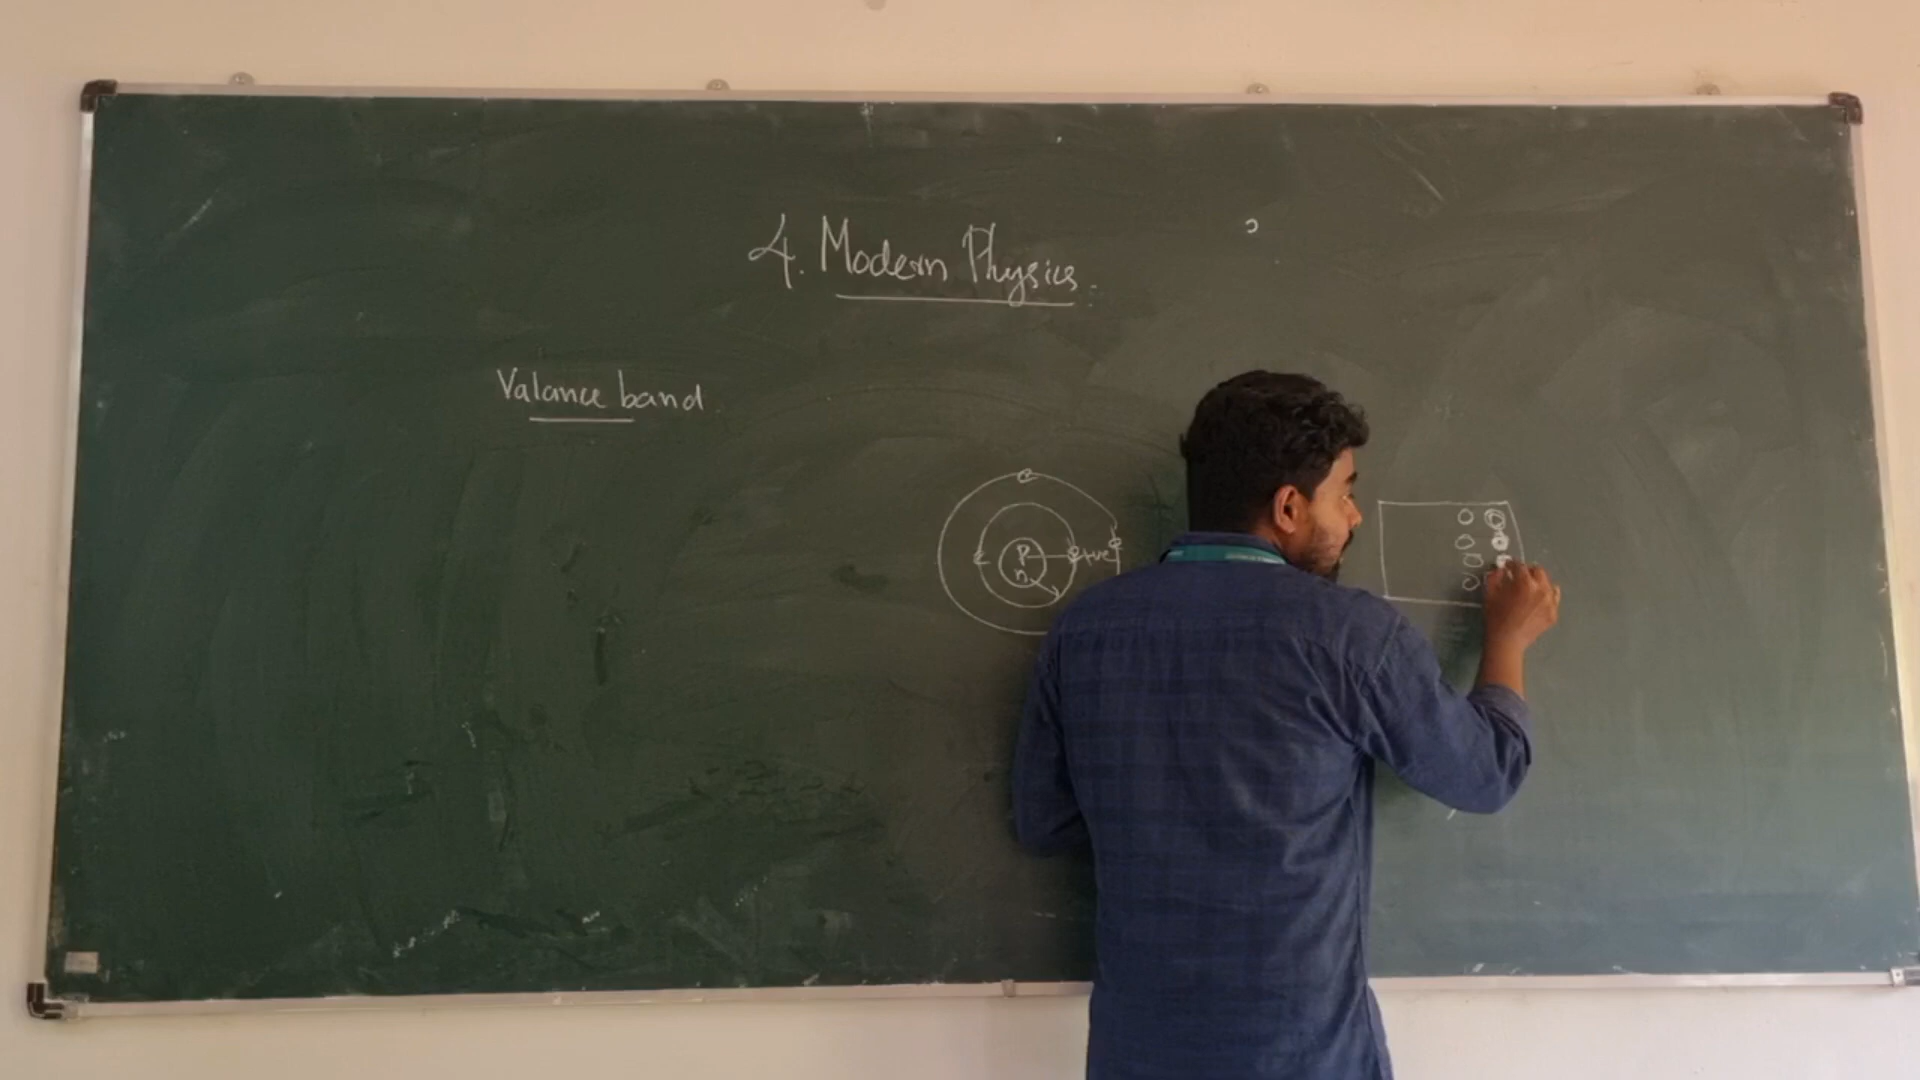 4. Modern Physics.
Valance band
P
n
+ve